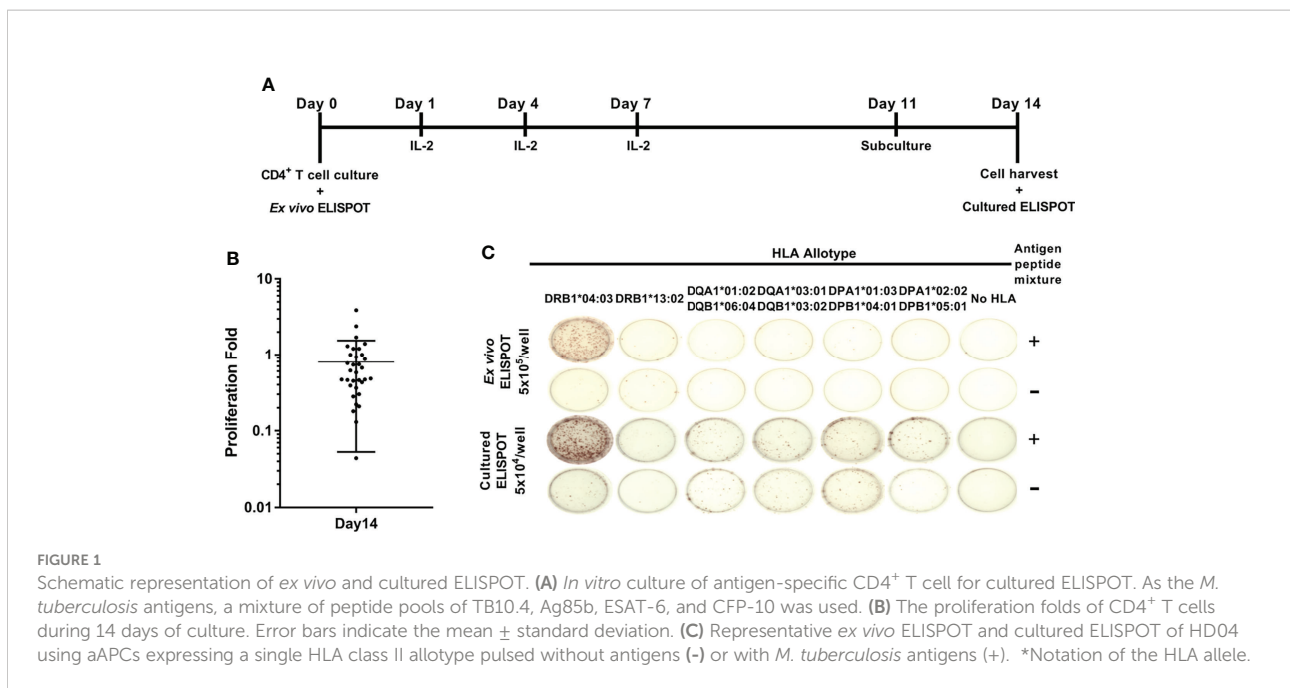 A
Day 0 Day 1 Day 4 Day 7 Day 11 Day 14
IL-2 IL-2 IL-2 Subculture
CD4⁺ T cell culture
+
Ex vivo ELISPOT
Cell harvest
+
Cultured ELISPOT
B
Proliferation Fold
10
1
0.1
0.01
Day14
C
HLA Allotype
Antigen
peptide
mixture
DRB1*04:03 DRB1*13:02 DQA1*01:02 DQA1*03:01 DPA1*01:03 DPA1*02:02 No HLA
DQB1*06:04 DQB1*03:02 DPB1*04:01 DPB1*05:01
Ex vivo
ELISPOT
5x10⁵/well
+
-
Cultured
ELISPOT
5x10⁴/well
+
-
FIGURE 1
Schematic representation of ex vivo and cultured ELISPOT. (A) In vitro culture of antigen-specific CD4⁺ T cell for cultured ELISPOT. As the M.
tuberculosis antigens, a mixture of peptide pools of TB10.4, Ag85b, ESAT-6, and CFP-10 was used. (B) The proliferation folds of CD4⁺ T cells
during 14 days of culture. Error bars indicate the mean ± standard deviation. (C) Representative ex vivo ELISPOT and cultured ELISPOT of HD04
using aAPCs expressing a single HLA class II allotype pulsed without antigens (-) or with M. tuberculosis antigens (+). *Notation of the HLA allele.